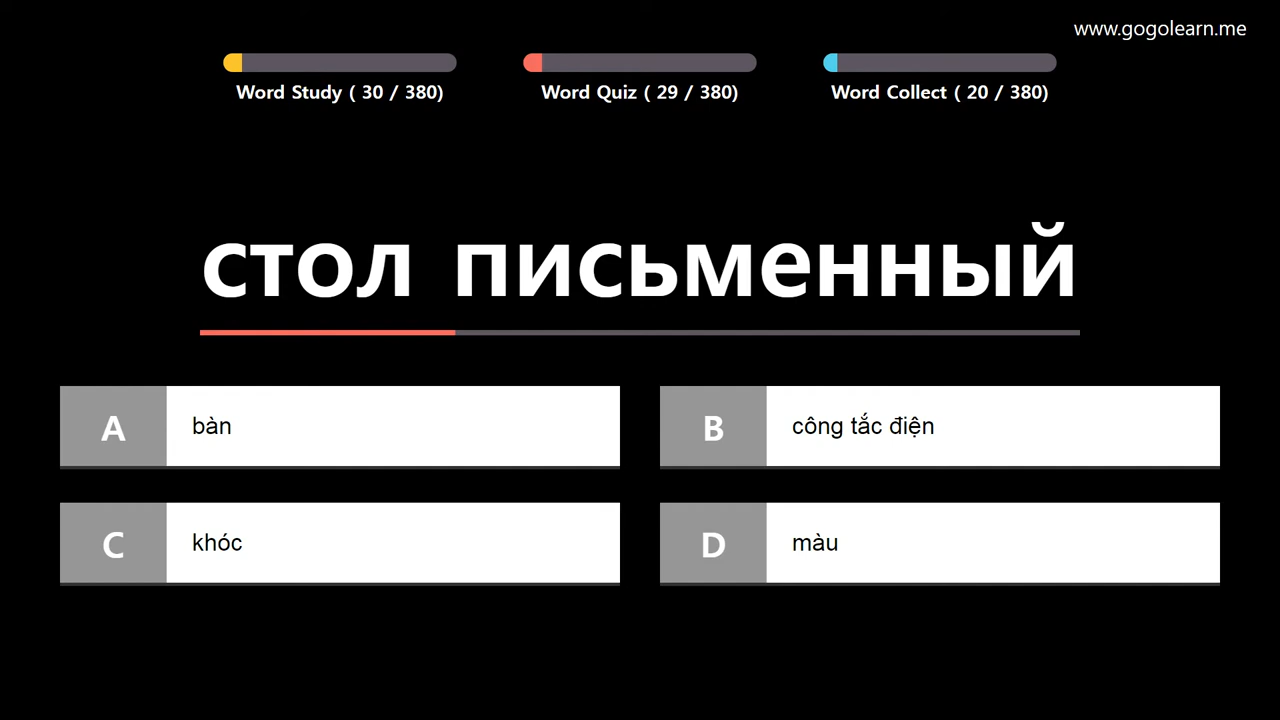 www.gogolearn.me
Word Study ( 30 / 380)
Word Quiz ( 29 / 380)
Word Collect ( 20 / 380)
стол письменный
A bàn
B công tắc điện
C khóc
D màu